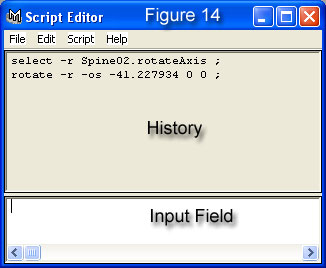 Script Editor Figure 14
File Edit Script History Help
select -r Spine02.rotateAxis ;
rotate -r -os -41.227934 0 0 ;
History
Input Field